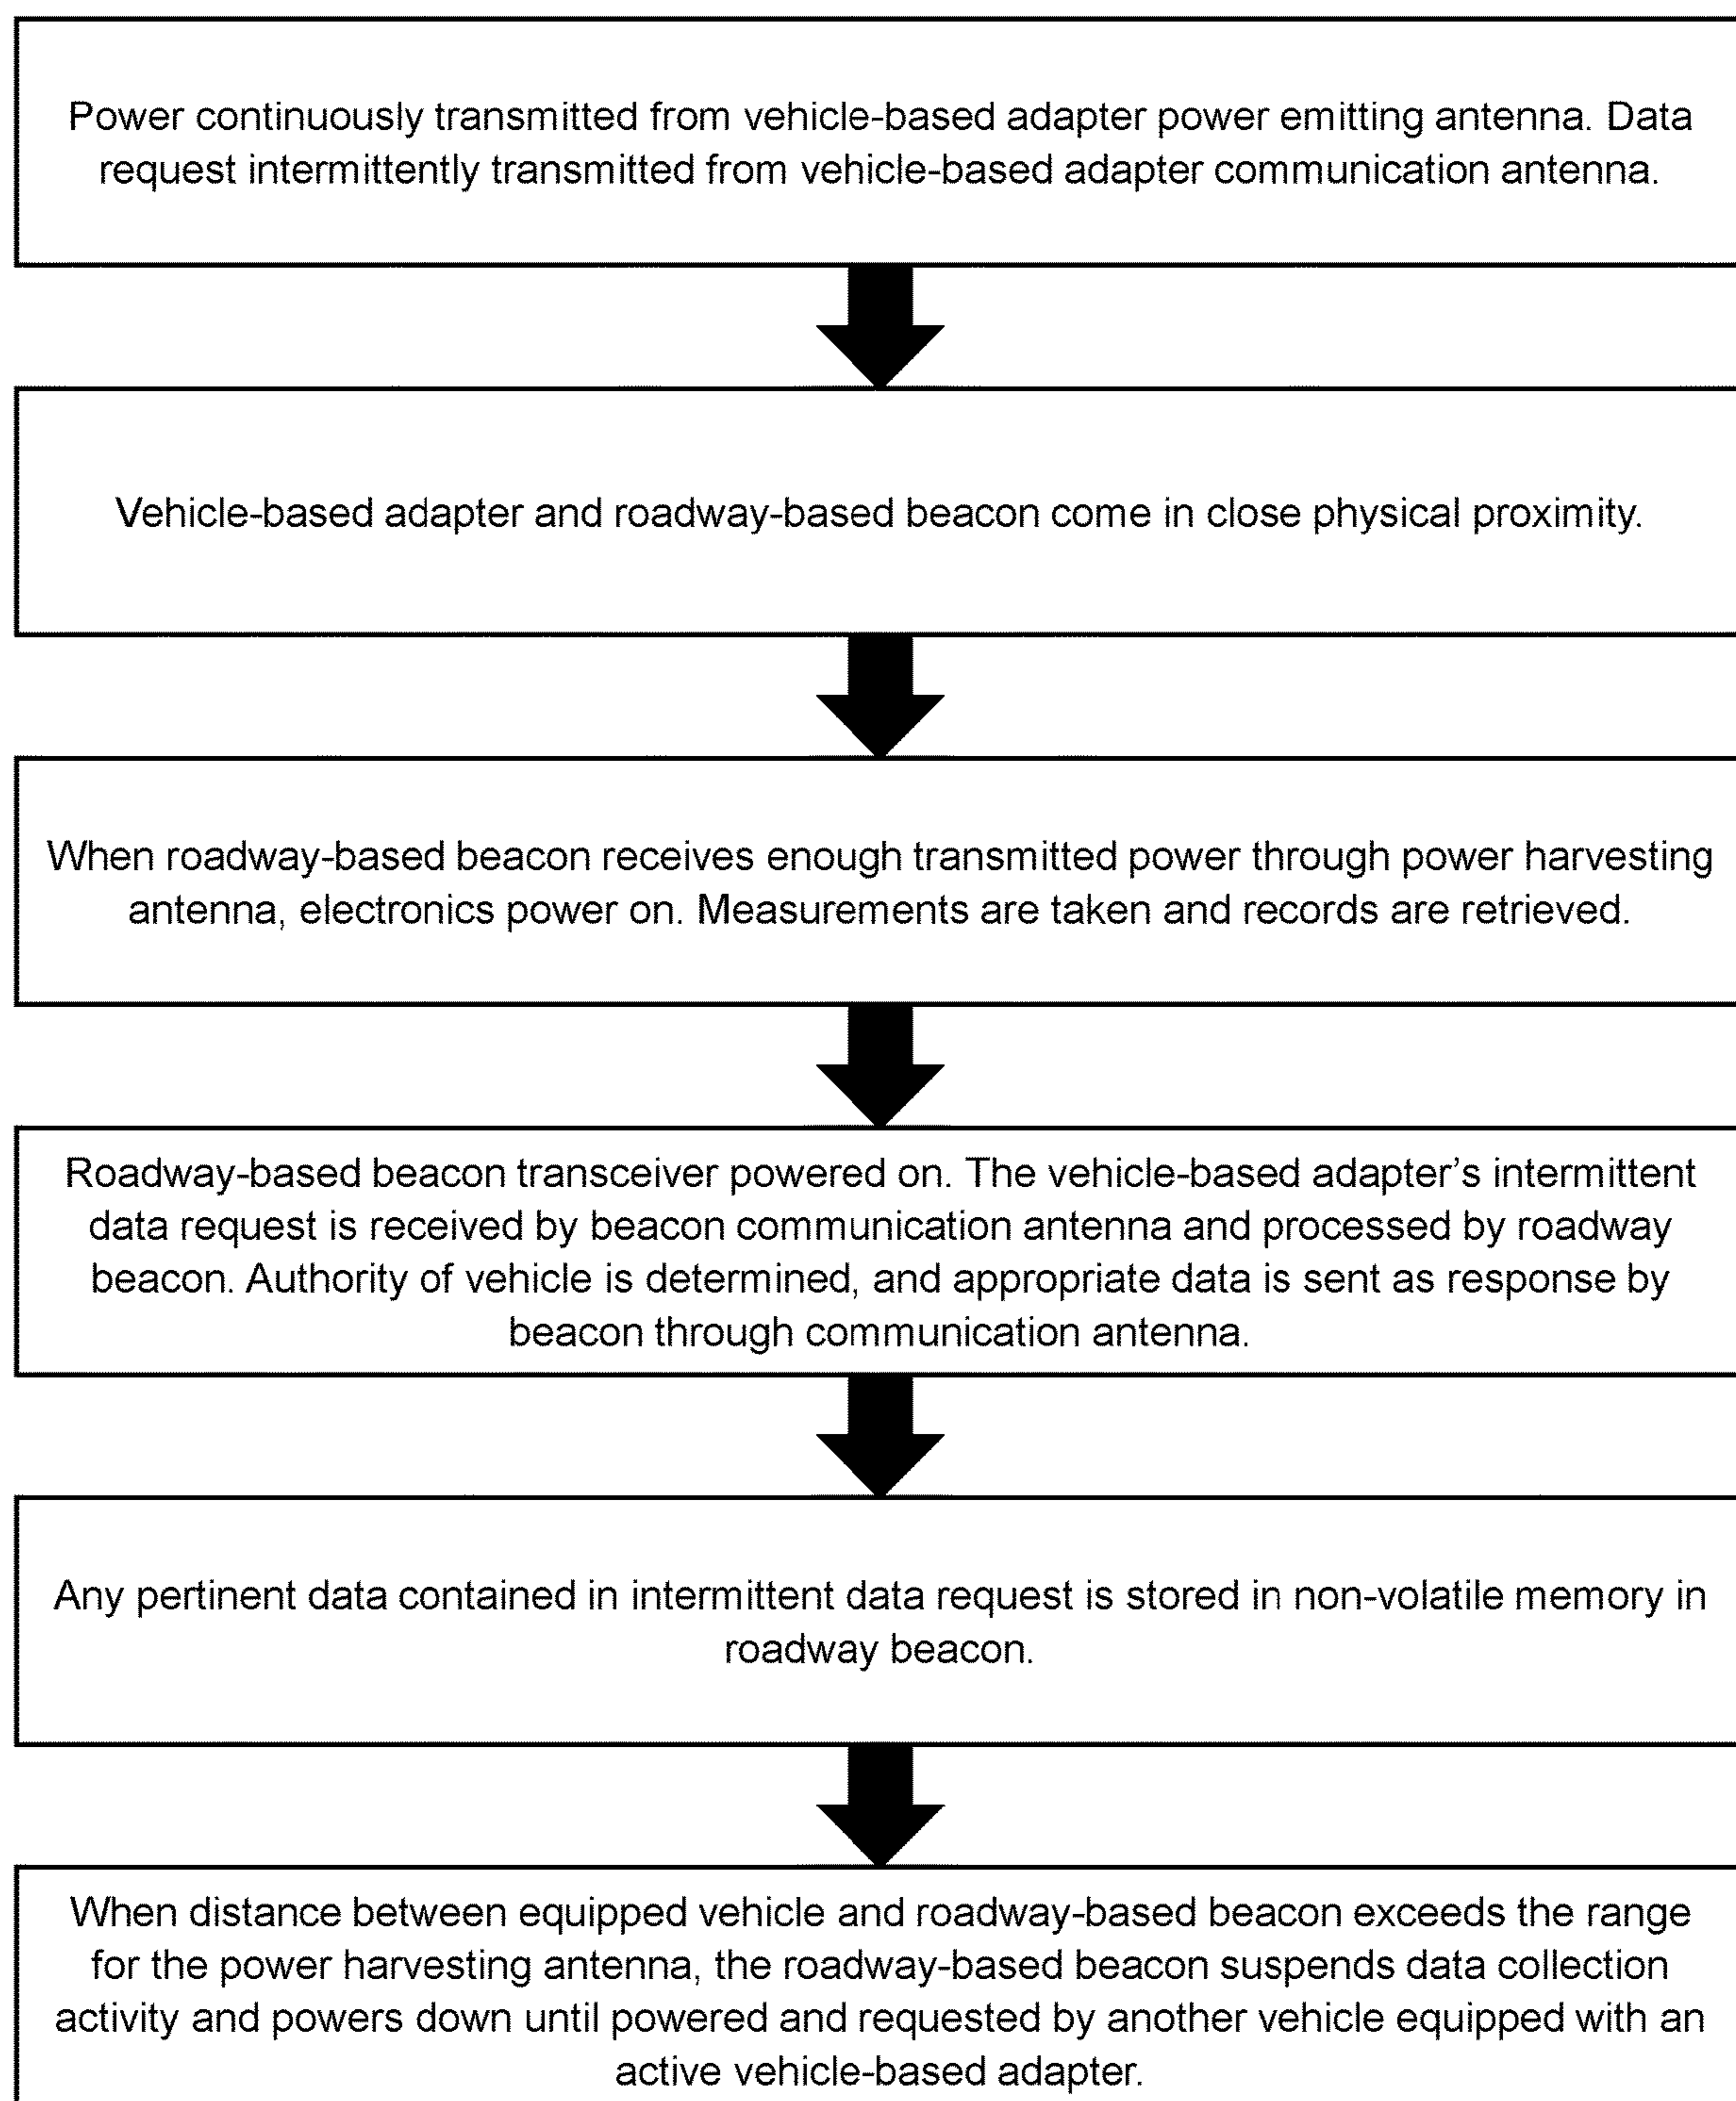 Power continuously transmitted from vehicle-based adapter power emitting antenna. Data
request intermittently transmitted from vehicle-based adapter communication antenna.
Vehicle-based adapter and roadway-based beacon come in close physical proximity.
When roadway-based beacon receives enough transmitted power through power harvesting
antenna, electronics power on. Measurements are taken and records are retrieved.
Roadway-based beacon transceiver powered on. The vehicle-based adapter's intermittent
data request is received by beacon communication antenna and processed by roadway
beacon. Authority of vehicle is determined, and appropriate data is sent as response by
beacon through communication antenna.
Any pertinent data contained in intermittent data request is stored in non-volatile memory in
roadway beacon.
When distance between equipped vehicle and roadway-based beacon exceeds the range
for the power harvesting antenna, the roadway-based beacon suspends data collection
activity and powers down until powered and requested by another vehicle equipped with an
active vehicle-based adapter.